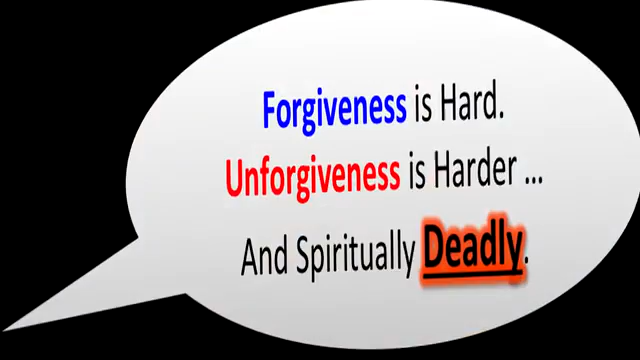 Forgiveness is Hard.
Unforgiveness is Harder ...
And Spiritually Deadly.